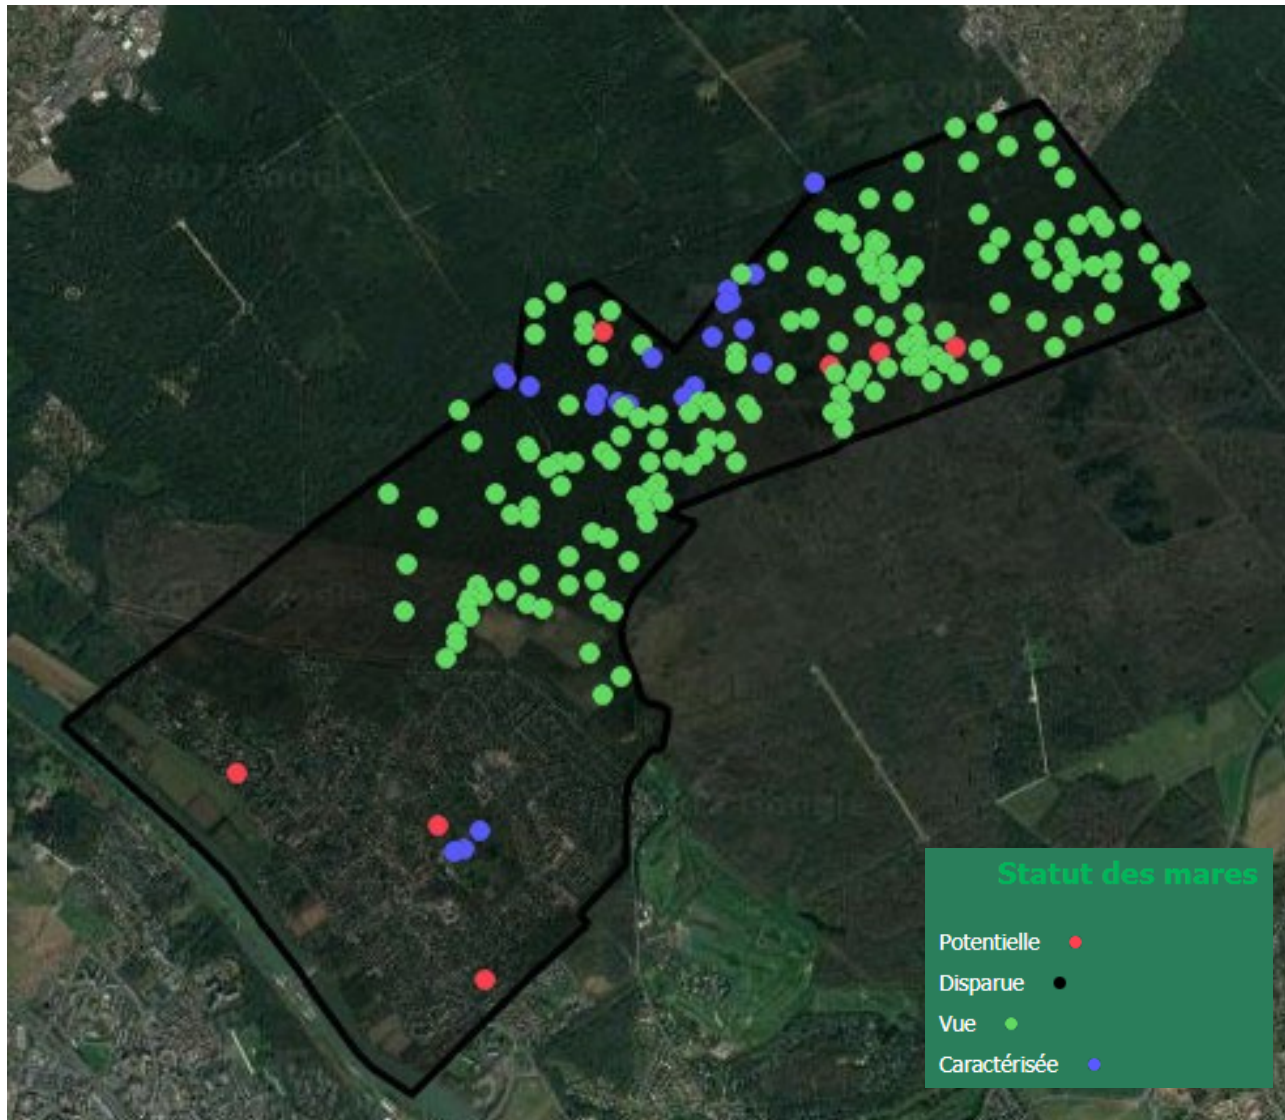 Statut des mares
Potentielle
Disparue
Vue
Caractérisée